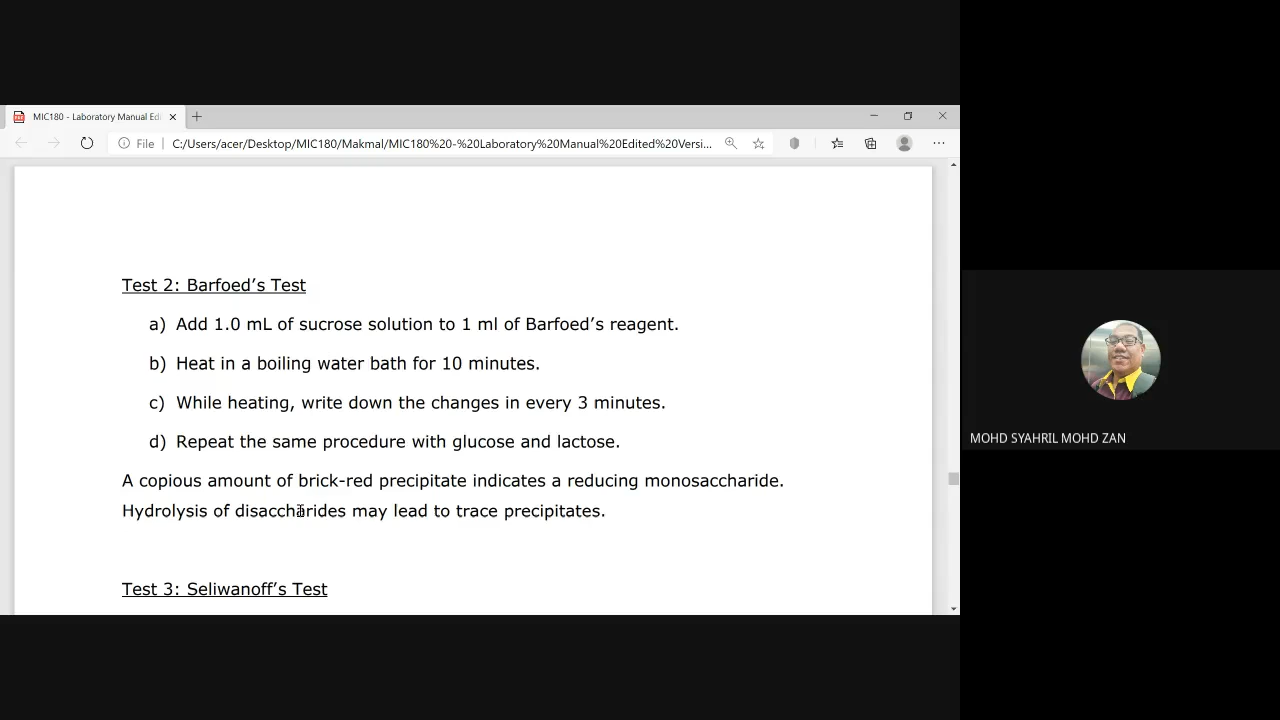 MIC180 - Laboratory Manual Edi
File
C:/Users/acer/Desktop/MIC180/Makmal/MIC180%20-%20Laboratory%20Manual%20Edited%20Versi...
Test 2: Barfoed’s Test
a) Add 1.0 mL of sucrose solution to 1 ml of Barfoed’s reagent.
b) Heat in a boiling water bath for 10 minutes.
c) While heating, write down the changes in every 3 minutes.
d) Repeat the same procedure with glucose and lactose.
A copious amount of brick-red precipitate indicates a reducing monosaccharide.
Hydrolysis of disaccharides may lead to trace precipitates.
Test 3: Seliwanoff’s Test
MOHD SYAHRIL MOHD ZAN